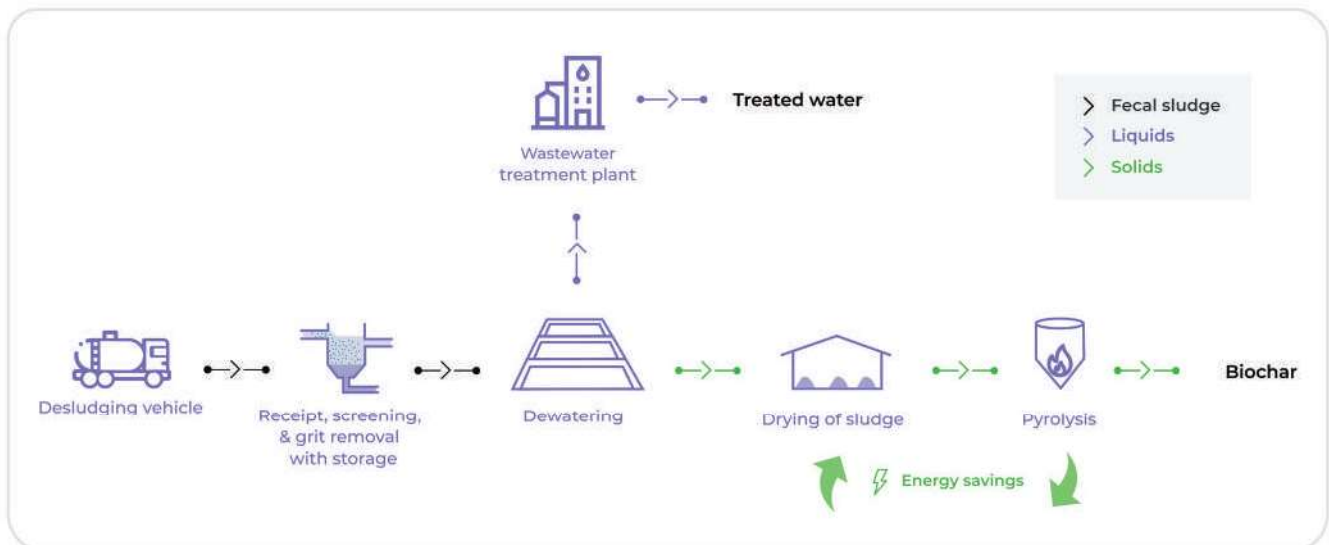 Treated water
Fecal sludge
Liquids
Solids
Wastewater
treatment plant
Desludging vehicle
Receipt, screening,
& grit removal
with storage
Dewatering
Drying of sludge
Pyrolysis
Biochar
Energy savings